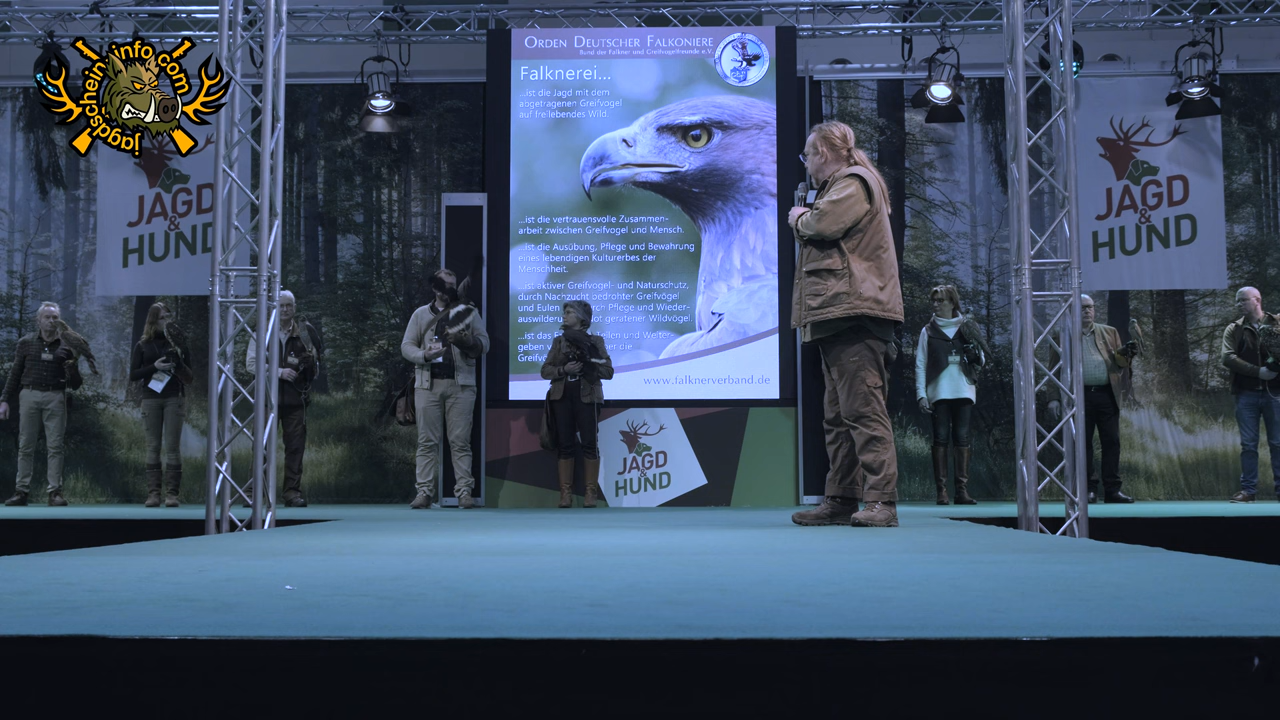 jagdschein-info.com
ORDEN DEUTSCHER FALKONIERE
Bund der Falkner und Greifvogelfreunde e.V.
Falknerei...
...ist die Jagd mit dem
abgetragenen Greifvogel
auf freilebendes Wild.
...ist die vertrauensvolle Zusammen-
arbeit zwischen Greifvogel und Mensch.
...ist die Ausübung, Pflege und Bewahrung
eines lebendigen Kulturerbes der
Menschheit.
...ist aktiver Greifvogel- und Naturschutz,
durch Nachzucht bedrohter Greifvögel
und Eulen durch Pflege und Wieder-
auswilderu geratener Wildvögel.
...ist das Teilen und Weiter-
geben die
www.falknerverband.de
JAGD
&
HUND
JAGD
&
HUND
JAGD
&
HUND